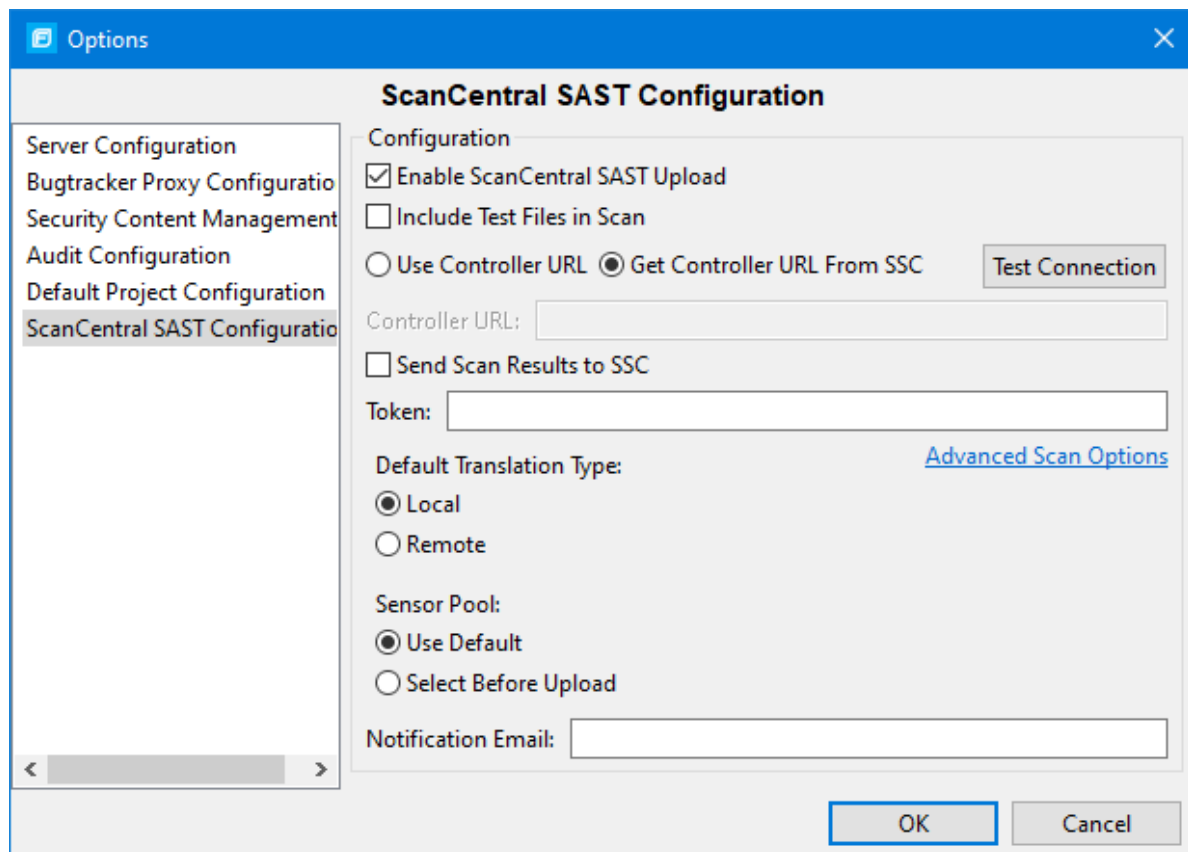 Options
ScanCentral SAST Configuration
Server Configuration
Bugtracker Proxy Configuratio
Security Content Management
Audit Configuration
Default Project Configuration
ScanCentral SAST Configuratio
Configuration
Enable ScanCentral SAST Upload
Include Test Files in Scan
Use Controller URL Get Controller URL From SSC Test Connection
Controller URL:
Send Scan Results to SSC
Token:
Advanced Scan Options
Default Translation Type:
Local
Remote
Sensor Pool:
Use Default
Select Before Upload
Notification Email:
OK Cancel